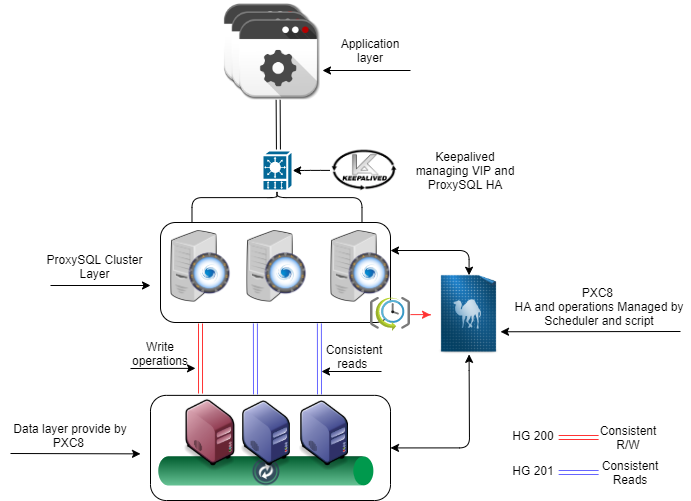 Application
layer
Keepalived
managing VIP and
ProxySQL HA
KEEPALIVED
ProxySQL Cluster
Layer
PXC8
HA and operations Managed by
Scheduler and script
Write
operations
Consistent
reads
Data layer provide by
PXC8
HG 200
Consistent
R/W
HG 201
Consistent
Reads